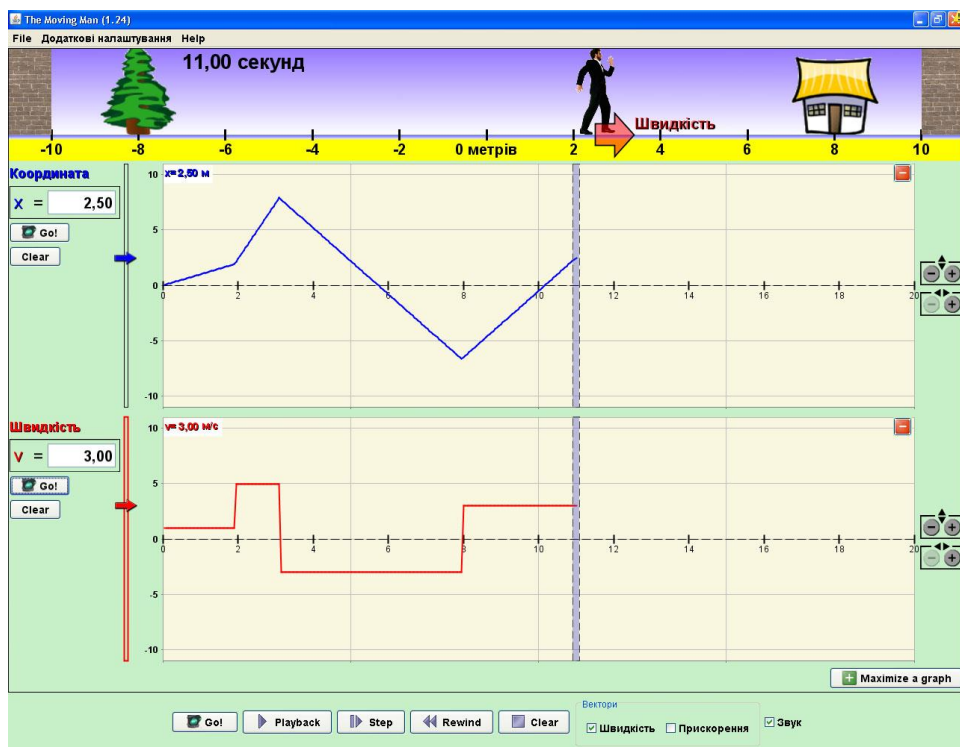 The Moving Man (1.24)
File Додаткові налаштування Help
11,00 секунд
Швидкість
-10 -8 -6 -4 -2 0 метрів 2 4 6 8 10
Координата
x = 2,50
Go!
Clear
x= 2,50 м
10
5
0
-5
-10
0 2 4 6 8 10 12 14 16 18 20
Швидкість
v = 3,00
Go!
Clear
v= 3,00 м/с
10
5
0
-5
-10
0 2 4 6 8 10 12 14 16 18 20
Maximize a graph
Go! Playback Step Rewind Clear
Вектори
Швидкість Прискорення
Звук